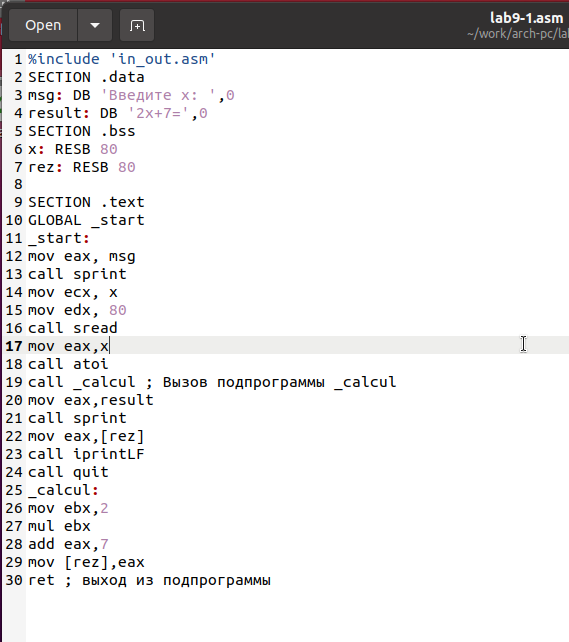 Open
lab9-1.asm
~/work/arch-pc/lab
1 %include 'in_out.asm'
2 SECTION .data
3 msg: DB 'Введите x: ',0
4 result: DB '2x+7=',0
5 SECTION .bss
6 x: RESB 80
7 rez: RESB 80
8
9 SECTION .text
10 GLOBAL _start
11 _start:
12 mov eax, msg
13 call sprint
14 mov ecx, x
15 mov edx, 80
16 call sread
17 mov eax,x
18 call atoi
19 call _calcul ; Вызов подпрограммы _calcul
20 mov eax,result
21 call sprint
22 mov eax,[rez]
23 call iprintLF
24 call quit
25 _calcul:
26 mov ebx,2
27 mul ebx
28 add eax,7
29 mov [rez],eax
30 ret ; выход из подпрограммы